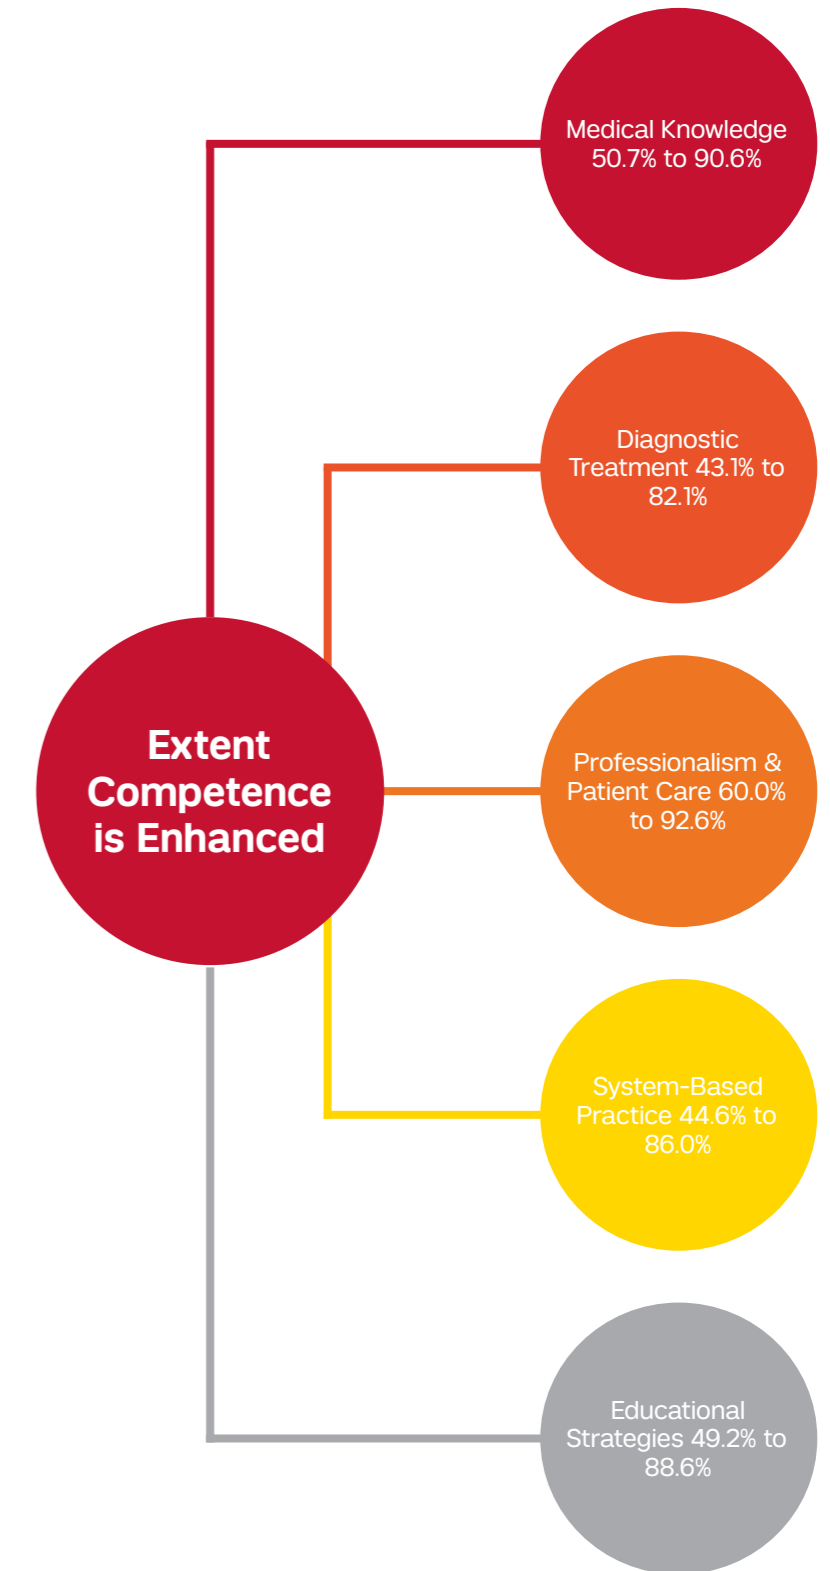 Medical Knowledge
50.7% to 90.6%
Diagnostic
Treatment 43.1% to
82.1%
Extent
Competence
is Enhanced
Professionalism &
Patient Care 60.0%
to 92.6%
System-Based
Practice 44.6% to
86.0%
Educational
Strategies 49.2% to
88.6%